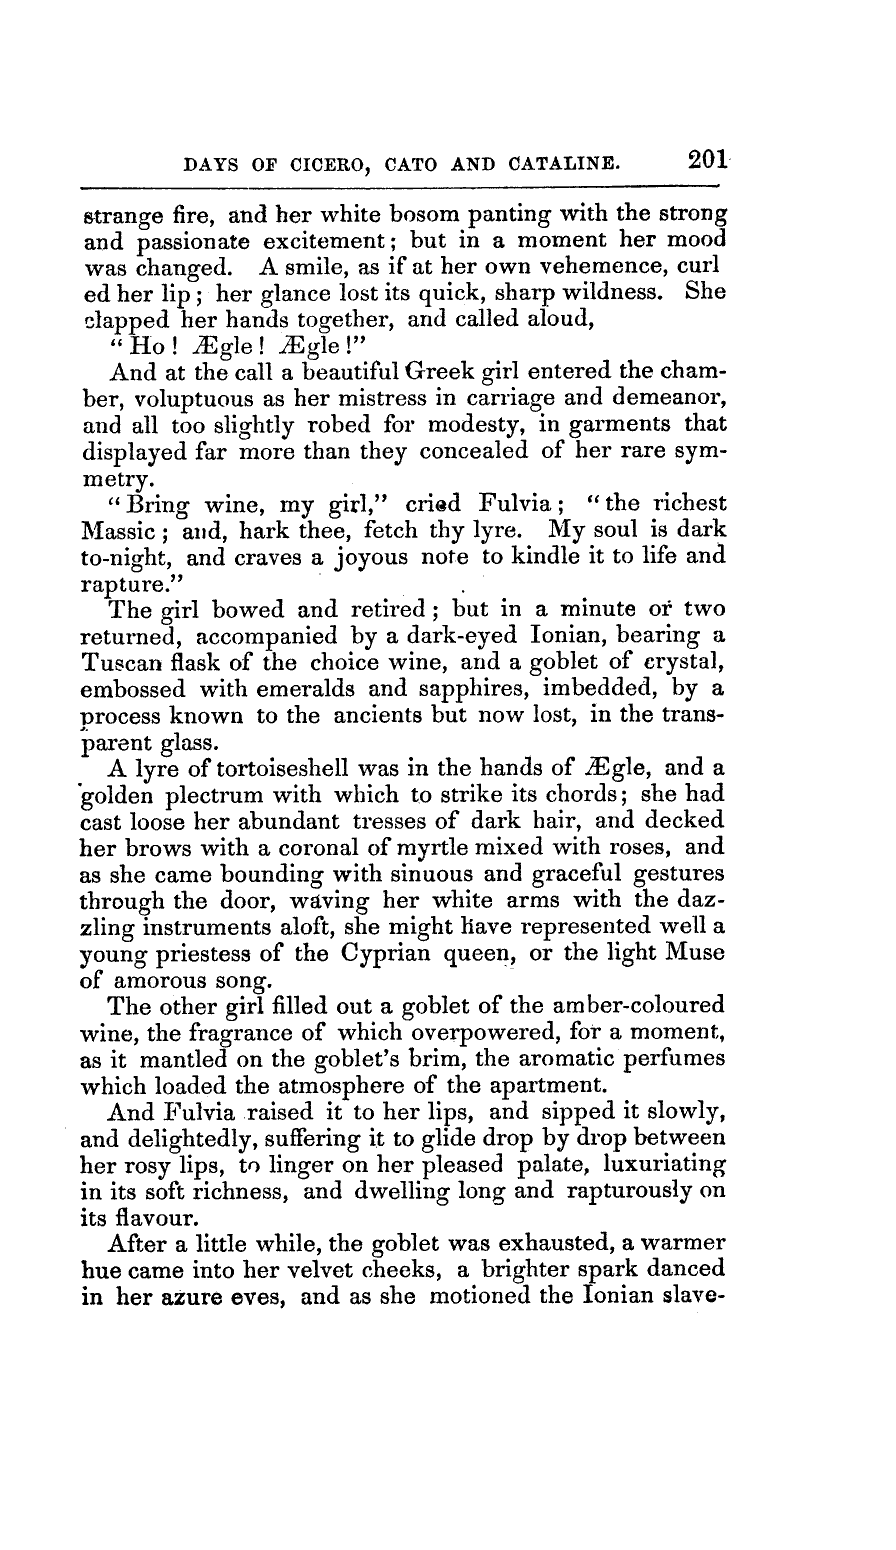 DAYS OF CICERO, CATO AND CATALINE. 201
strange fire, and her white bosom panting with the strong
and passionate excitement; but in a moment her mood
was changed. A smile, as if at her own vehemence, curl
ed her lip; her glance lost its quick, sharp wildness. She
clapped her hands together, and called aloud,
“Ho! Ægle! Ægle!”
And at the call a beautiful Greek girl entered the cham-
ber, voluptuous as her mistress in carriage and demeanor,
and all too slightly robed for modesty, in garments that
displayed far more than they concealed of her rare sym-
metry.
“Bring wine, my girl,” cried Fulvia; “the richest
Massic; and, hark thee, fetch thy lyre. My soul is dark
to-night, and craves a joyous note to kindle it to life and
rapture.”
The girl bowed and retired; but in a minute or two
returned, accompanied by a dark-eyed Ionian, bearing a
Tuscan flask of the choice wine, and a goblet of crystal,
embossed with emeralds and sapphires, imbedded, by a
process known to the ancients but now lost, in the trans-
parent glass.
A lyre of tortoiseshell was in the hands of Ægle, and a
golden plectrum with which to strike its chords; she had
cast loose her abundant tresses of dark hair, and decked
her brows with a coronal of myrtle mixed with roses, and
as she came bounding with sinuous and graceful gestures
through the door, waving her white arms with the daz-
zling instruments aloft, she might have represented well a
young priestess of the Cyprian queen, or the light Muse
of amorous song.
The other girl filled out a goblet of the amber-coloured
wine, the fragrance of which overpowered, for a moment,
as it mantled on the goblet’s brim, the aromatic perfumes
which loaded the atmosphere of the apartment.
And Fulvia raised it to her lips, and sipped it slowly,
and delightedly, suffering it to glide drop by drop between
her rosy lips, to linger on her pleased palate, luxuriating
in its soft richness, and dwelling long and rapturously on
its flavour.
After a little while, the goblet was exhausted, a warmer
hue came into her velvet cheeks, a brighter spark danced
in her azure eyes, and as she motioned the Ionian slave-